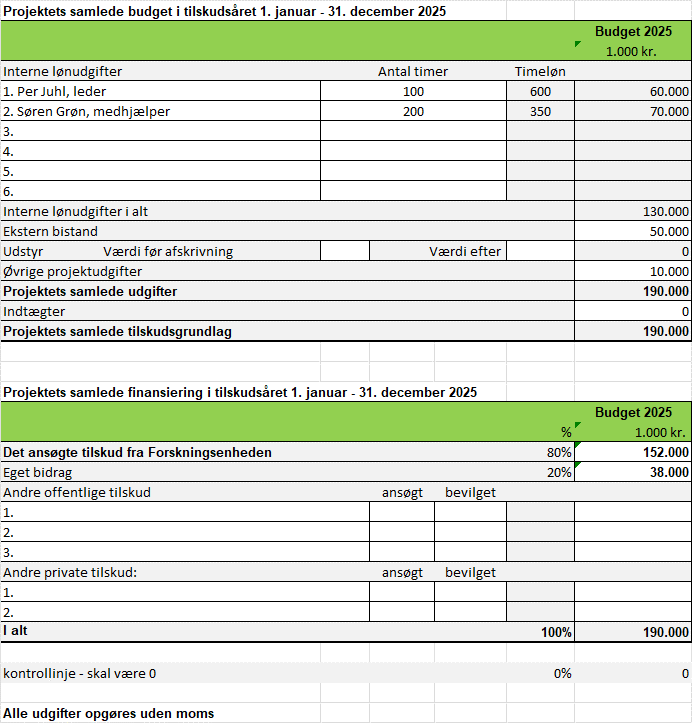 Projektets samlede budget i tilskudsåret 1. januar - 31. december 2025
Budget 2025
1.000 kr.
Interne lønudgifter Antal timer Timeløn
1. Per Juhl, leder 100 600 60.000
2. Søren Grøn, medhjælper 200 350 70.000
3.
4.
5.
6.
Interne lønudgifter i alt 130.000
Ekstern bistand 50.000
Udstyr Værdi før afskrivning Værdi efter 0
Øvrige projektudgifter 10.000
Projektets samlede udgifter 190.000
Indtægter 0
Projektets samlede tilskudsgrundlag 190.000
Projektets samlede finansiering i tilskudsåret 1. januar - 31. december 2025
Budget 2025
% 1.000 kr.
Det ansøgte tilskud fra Forskningsenheden 80% 152.000
Eget bidrag 20% 38.000
Andre offentlige tilskud ansøgt bevilget
1.
2.
3.
Andre private tilskud: ansøgt bevilget
1.
2.
I alt 100% 190.000
kontrollinje - skal være 0 0% 0
Alle udgifter opgøres uden moms